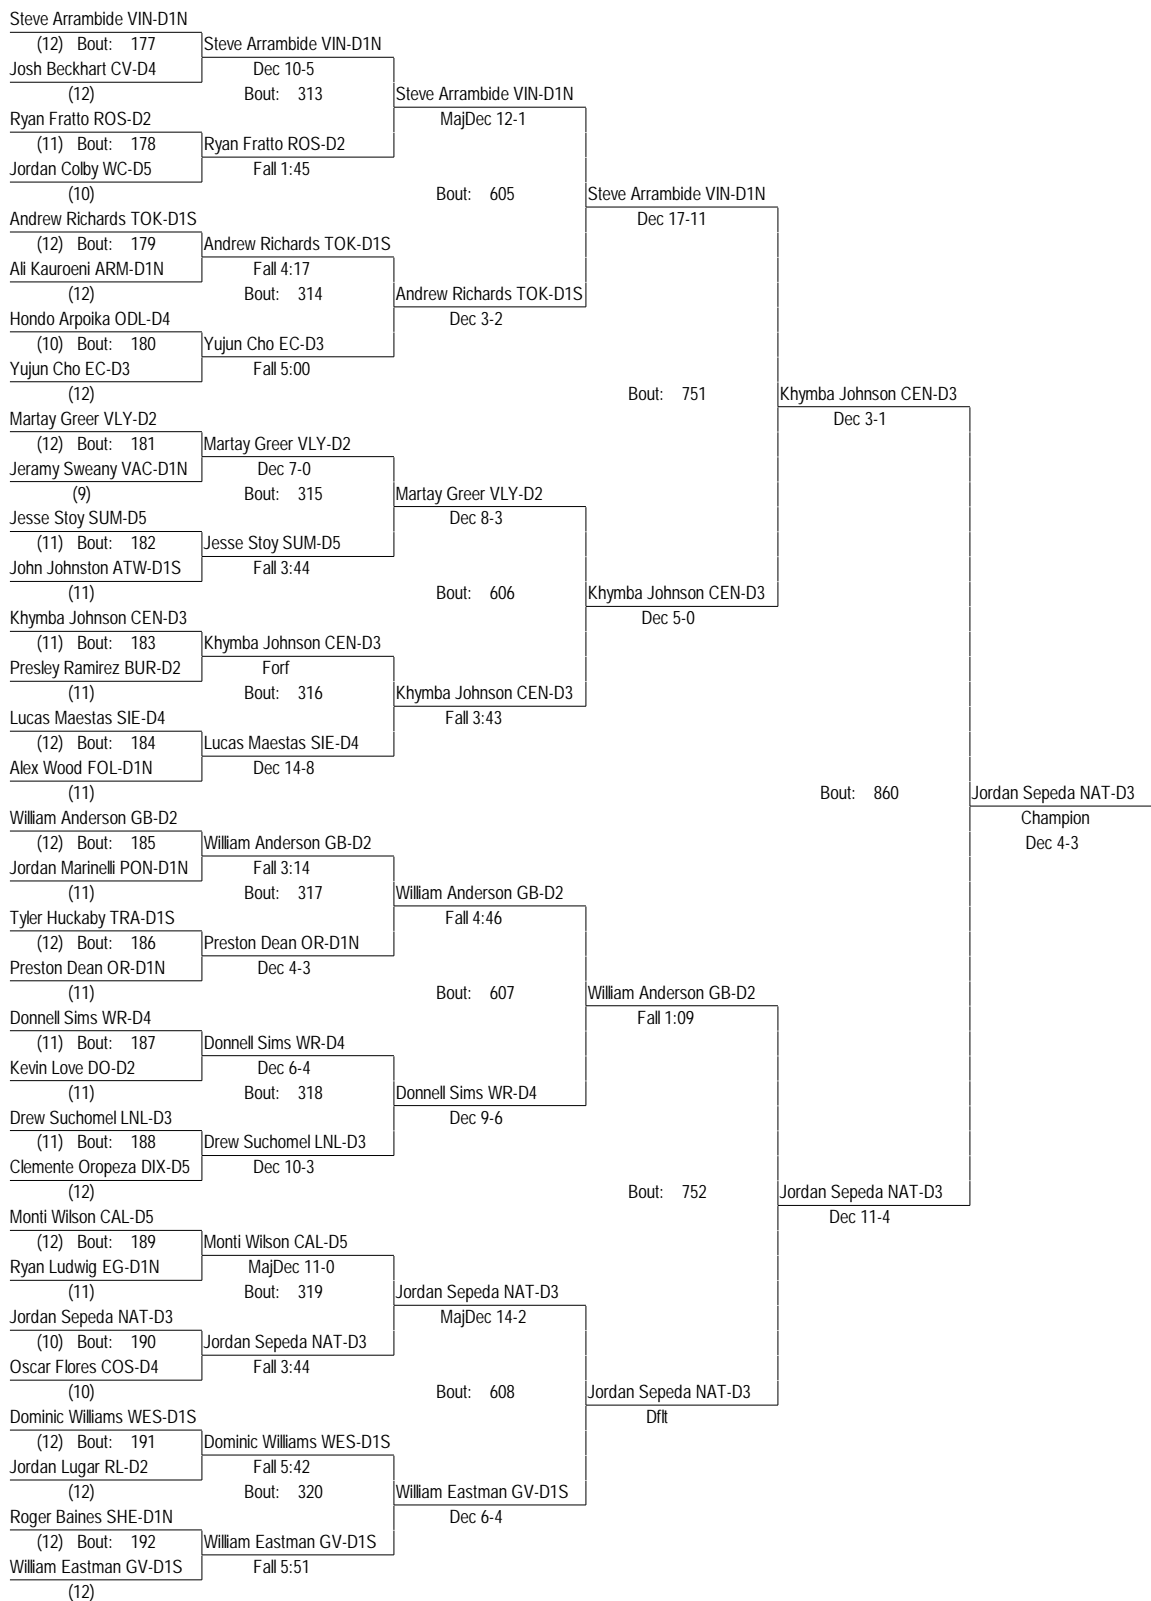 Steve Arrambide VIN-D1N
(12) Bout: 177 Steve Arrambide VIN-D1N
Josh Beckhart CV-D4 Dec 10-5
(12) Bout: 313 Steve Arrambide VIN-D1N
Ryan Fratto ROS-D2 MajDec 12-1
(11) Bout: 178 Ryan Fratto ROS-D2
Jordan Colby WC-D5 Fall 1:45
(10) Bout: 605 Steve Arrambide VIN-D1N
Andrew Richards TOK-D1S Dec 17-11
(12) Bout: 179 Andrew Richards TOK-D1S
Ali Kauroeni ARM-D1N Fall 4:17
(12) Bout: 314 Andrew Richards TOK-D1S
Hondo Arpoika ODL-D4 Dec 3-2
(10) Bout: 180 Yujun Cho EC-D3
Yujun Cho EC-D3 Fall 5:00
(12) Bout: 751 Khymba Johnson CEN-D3
Martay Greer VLY-D2 Dec 3-1
(12) Bout: 181 Martay Greer VLY-D2
Jeramy Sweany VAC-D1N Dec 7-0
(9) Bout: 315 Martay Greer VLY-D2
Jesse Stoy SUM-D5 Dec 8-3
(11) Bout: 182 Jesse Stoy SUM-D5
John Johnston ATW-D1S Fall 3:44
(11) Bout: 606 Khymba Johnson CEN-D3
Khymba Johnson CEN-D3 Dec 5-0
(11) Bout: 183 Khymba Johnson CEN-D3
Presley Ramirez BUR-D2 Forf
(11) Bout: 316 Khymba Johnson CEN-D3
Lucas Maestas SIE-D4 Fall 3:43
(12) Bout: 184 Lucas Maestas SIE-D4
Alex Wood FOL-D1N Dec 14-8
(11) Bout: 860 Jordan Sepeda NAT-D3
William Anderson GB-D2 Champion
(12) Bout: 185 William Anderson GB-D2 Dec 4-3
Jordan Marinelli PON-D1N Fall 3:14
(11) Bout: 317 William Anderson GB-D2
Tyler Huckaby TRA-D1S Fall 4:46
(12) Bout: 186 Preston Dean OR-D1N
Preston Dean OR-D1N Dec 4-3
(11) Bout: 607 William Anderson GB-D2
Donnell Sims WR-D4 Fall 1:09
(11) Bout: 187 Donnell Sims WR-D4
Kevin Love DO-D2 Dec 6-4
(11) Bout: 318 Donnell Sims WR-D4
Drew Suchomel LNL-D3 Dec 9-6
(11) Bout: 188 Drew Suchomel LNL-D3
Clemente Oropeza DIX-D5 Dec 10-3
(12) Bout: 752 Jordan Sepeda NAT-D3
Monti Wilson CAL-D5 Dec 11-4
(12) Bout: 189 Monti Wilson CAL-D5
Ryan Ludwig EG-D1N MajDec 11-0
(11) Bout: 319 Jordan Sepeda NAT-D3
Jordan Sepeda NAT-D3 MajDec 14-2
(10) Bout: 190 Jordan Sepeda NAT-D3
Oscar Flores COS-D4 Fall 3:44
(10) Bout: 608 Jordan Sepeda NAT-D3
Dominic Williams WES-D1S Dflt
(12) Bout: 191 Dominic Williams WES-D1S
Jordan Lugar RL-D2 Fall 5:42
(12) Bout: 320 William Eastman GV-D1S
Roger Baines SHE-D1N Dec 6-4
(12) Bout: 192 William Eastman GV-D1S
William Eastman GV-D1S Fall 5:51
(12)